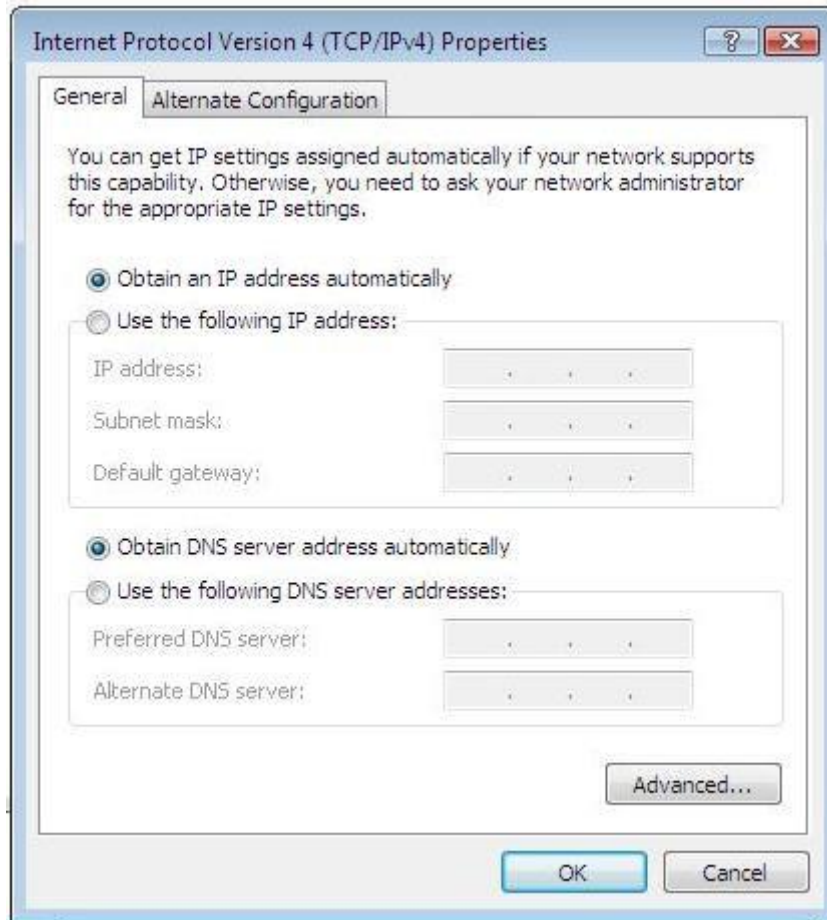 Internet Protocol Version 4 (TCP/IPv4) Properties
?
General
Alternate Configuration
You can get IP settings assigned automatically if your network supports
this capability. Otherwise, you need to ask your network administrator
for the appropriate IP settings.
Obtain an IP address automatically
Use the following IP address:
IP address: . . .
Subnet mask: . . .
Default gateway: . . .
Obtain DNS server address automatically
Use the following DNS server addresses:
Preferred DNS server: . . .
Alternate DNS server: . . .
Advanced...
OK
Cancel